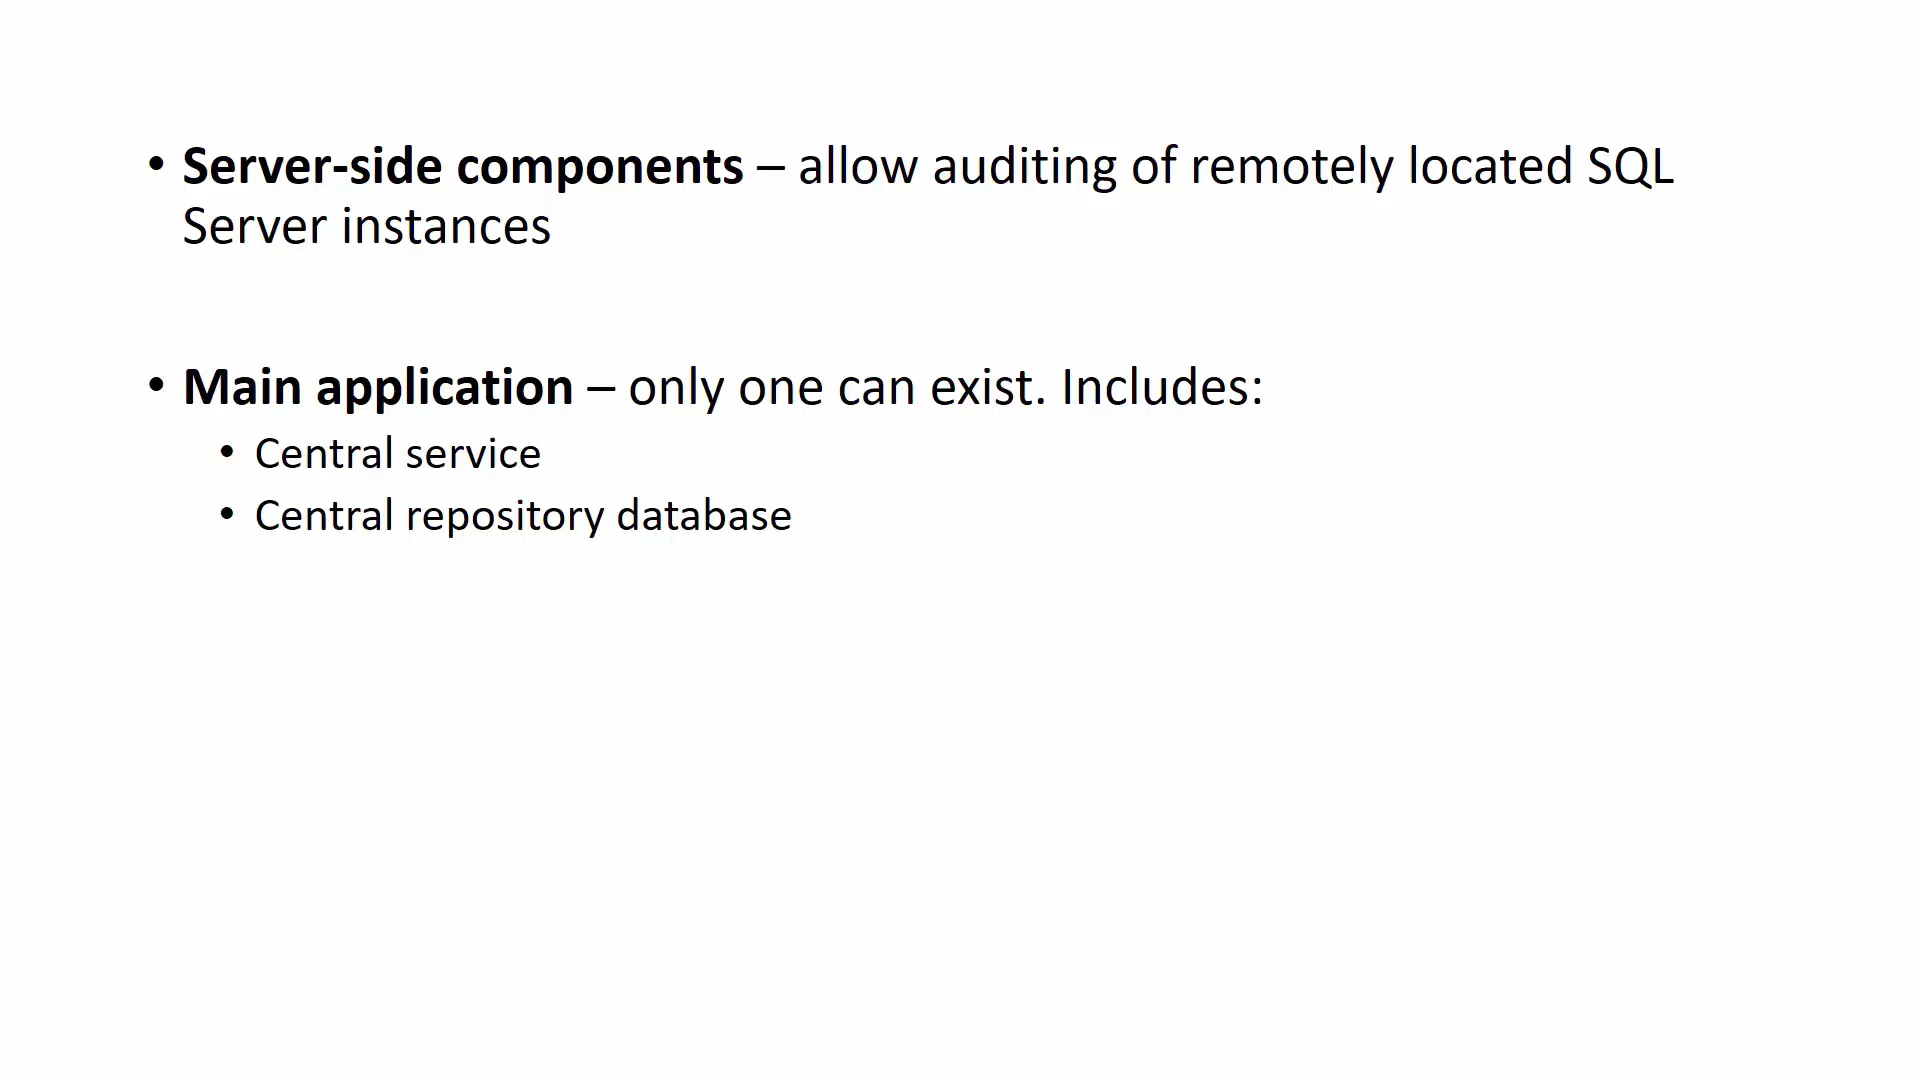 • Server-side components – allow auditing of remotely located SQL
Server instances
• Main application – only one can exist. Includes:
• Central service
• Central repository database